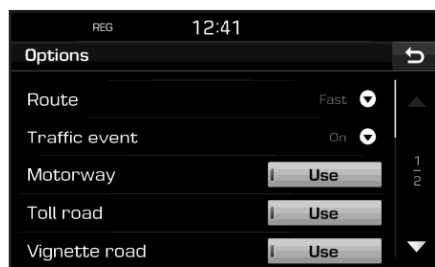 REG 12:41
Options
Route Fast
Traffic event On
Motorway Use
Toll road Use
Vignette road Use
1
2